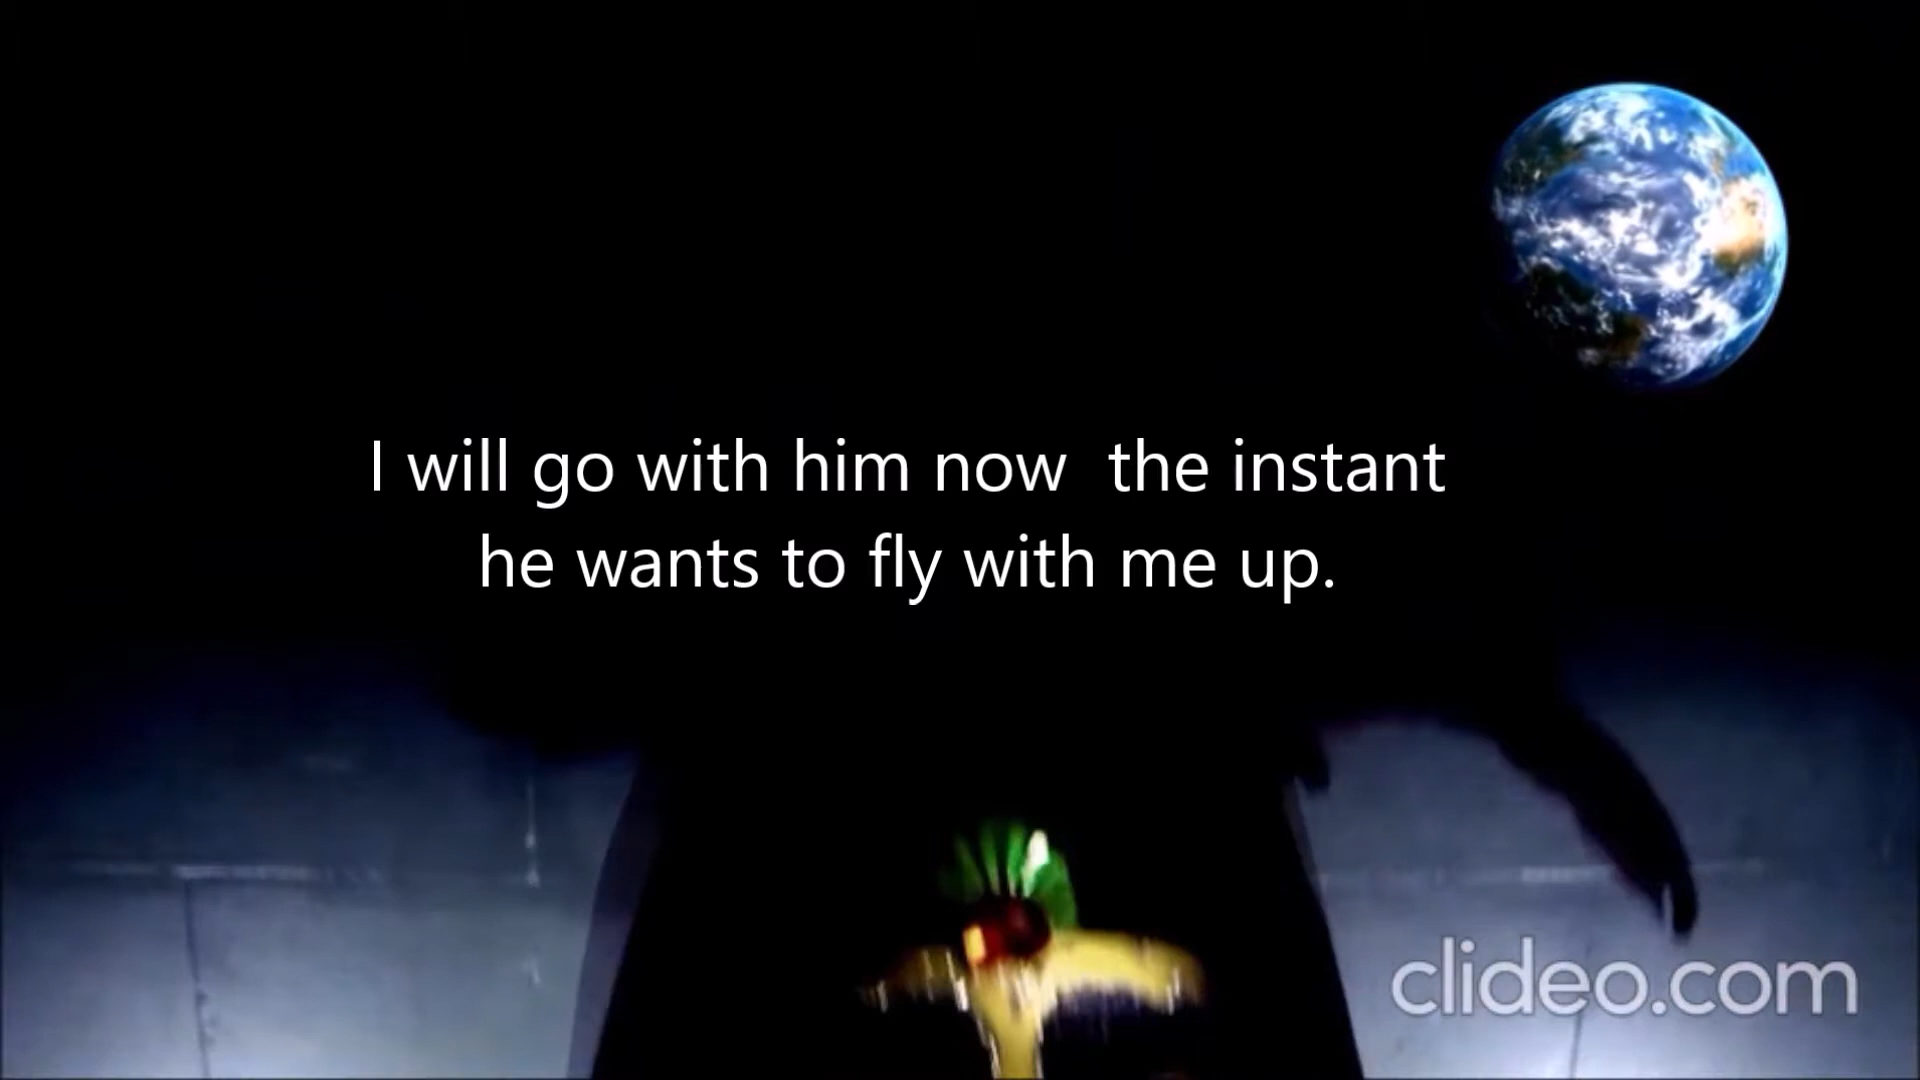 I will go with him now  the instant
he wants to fly with me up.
clideo.com